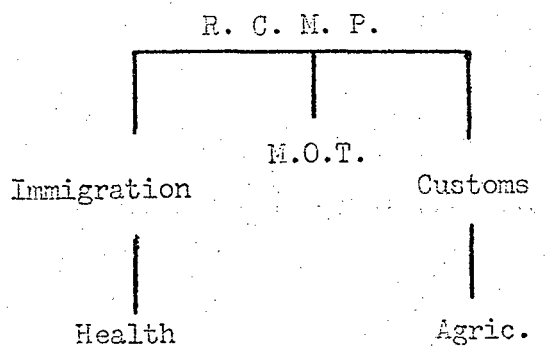 R. C. M. P.
M.O.T.
Immigration Customs
Health Agric.